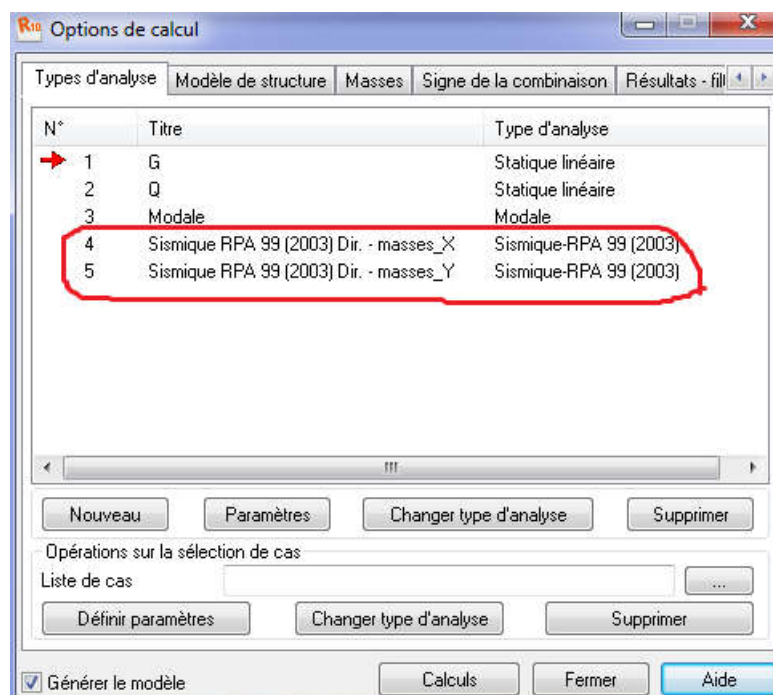 R10 Options de calcul
Types d'analyse Modèle de structure Masses Signe de la combinaison Résultats - filt
N° Titre Type d'analyse
1 G Statique linéaire
2 Q Statique linéaire
3 Modale Modale
4 Sismique RPA 99 (2003) Dir. - masses_X Sismique-RPA 99 (2003)
5 Sismique RPA 99 (2003) Dir. - masses_Y Sismique-RPA 99 (2003)
Nouveau Paramètres Changer type d'analyse Supprimer
Opérations sur la sélection de cas
Liste de cas ...
Définir paramètres Changer type d'analyse Supprimer
Générer le modèle Calculs Fermer Aide